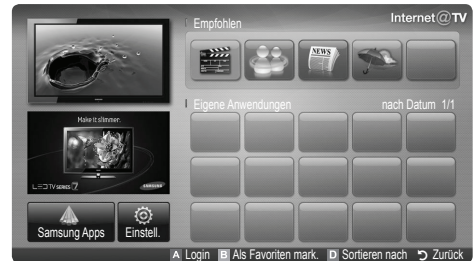 Internet@TV
Empfohlen
NEWS
Eigene Anwendungen
nach Datum 1/1
Make it slimmer.
LED TV SERIES 7
SAMSUNG
Samsung Apps
Einstell.
A Login B Als Favoriten mark. D Sortieren nach Zurück